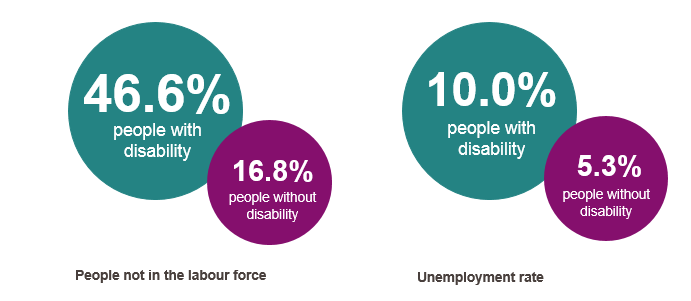 46.6%
people with
disability
16.8%
people without
disability
People not in the labour force
10.0%
people with
disability
5.3%
people without
disability
Unemployment rate